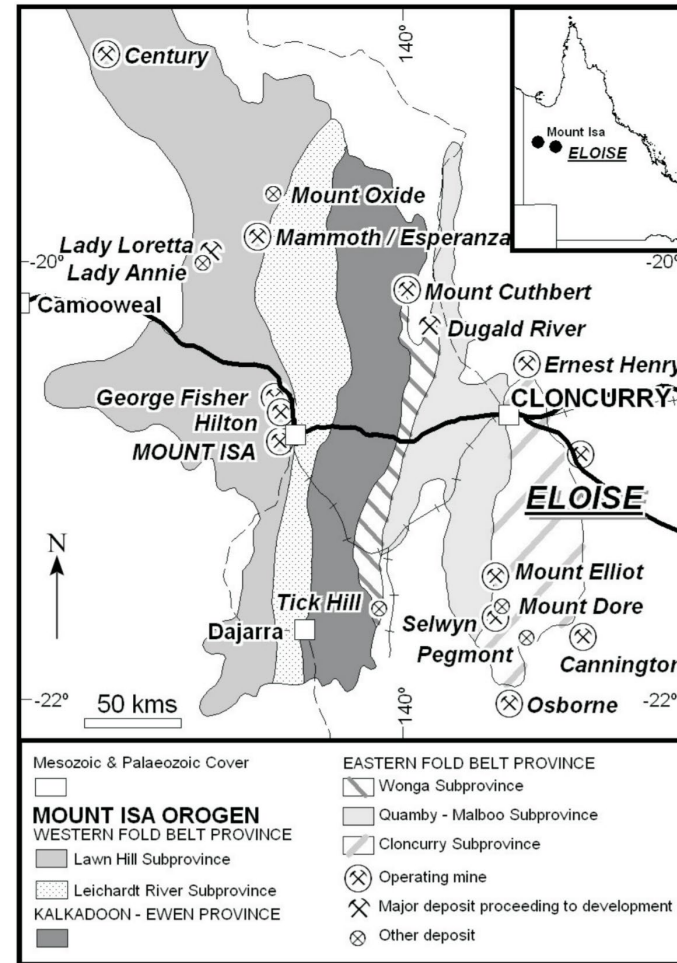 140°
Century
Mount Isa
ELOISE
Mount Oxide
Mammoth / Esperanza
Lady Loretta
Lady Annie
-20°
-20°
Camooweal
Mount Cuthbert
Dugald River
Ernest Henry
George Fisher
CLONCURRY
Hilton
MOUNT ISA
ELOISE
N
Mount Elliot
Tick Hill
Mount Dore
Selwyn
Dajarra
Pegmont
Cannington
-22°
50 kms
140°
Osborne
-22°
Mesozoic & Palaeozoic Cover
MOUNT ISA OROGEN
WESTERN FOLD BELT PROVINCE
Lawn Hill Subprovince
Leichardt River Subprovince
KALKADOON - EWEN PROVINCE
EASTERN FOLD BELT PROVINCE
Wonga Subprovince
Quamby - Malboo Subprovince
Cloncurry Subprovince
Operating mine
Major deposit proceeding to development
Other deposit